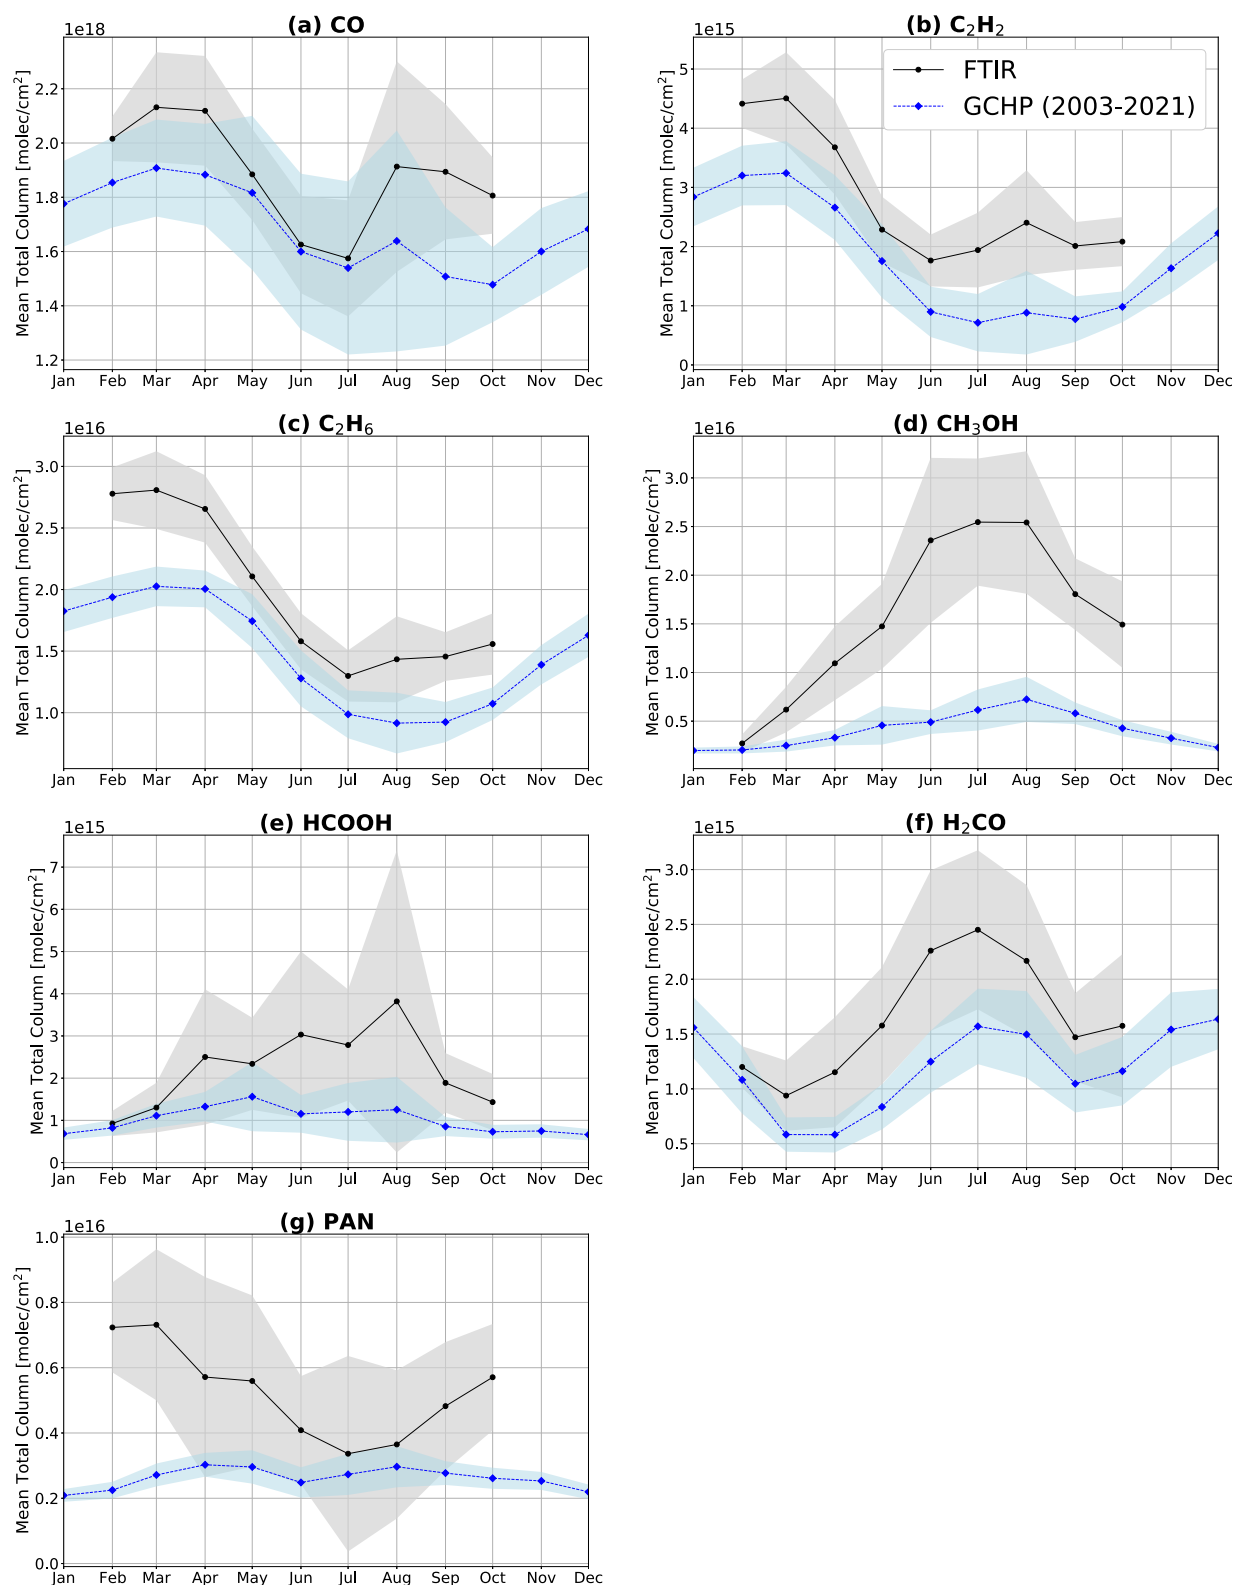 (a) CO
1e18
Mean Total Column [molec/cm²]
2.2
2.0
1.8
1.6
1.4
1.2
Jan Feb Mar Apr May Jun Jul Aug Sep Oct Nov Dec
(b) C₂H₂
1e15
Mean Total Column [molec/cm²]
5
4
3
2
1
0
FTIR
GCHP (2003-2021)
Jan Feb Mar Apr May Jun Jul Aug Sep Oct Nov Dec
(c) C₂H₆
1e16
Mean Total Column [molec/cm²]
3.0
2.5
2.0
1.5
1.0
Jan Feb Mar Apr May Jun Jul Aug Sep Oct Nov Dec
(d) CH₃OH
1e16
Mean Total Column [molec/cm²]
3.0
2.5
2.0
1.5
1.0
0.5
Jan Feb Mar Apr May Jun Jul Aug Sep Oct Nov Dec
(e) HCOOH
1e15
Mean Total Column [molec/cm²]
7
6
5
4
3
2
1
0
Jan Feb Mar Apr May Jun Jul Aug Sep Oct Nov Dec
(f) H₂CO
1e15
Mean Total Column [molec/cm²]
3.0
2.5
2.0
1.5
1.0
0.5
Jan Feb Mar Apr May Jun Jul Aug Sep Oct Nov Dec
(g) PAN
1e16
Mean Total Column [molec/cm²]
1.0
0.8
0.6
0.4
0.2
0.0
Jan Feb Mar Apr May Jun Jul Aug Sep Oct Nov Dec